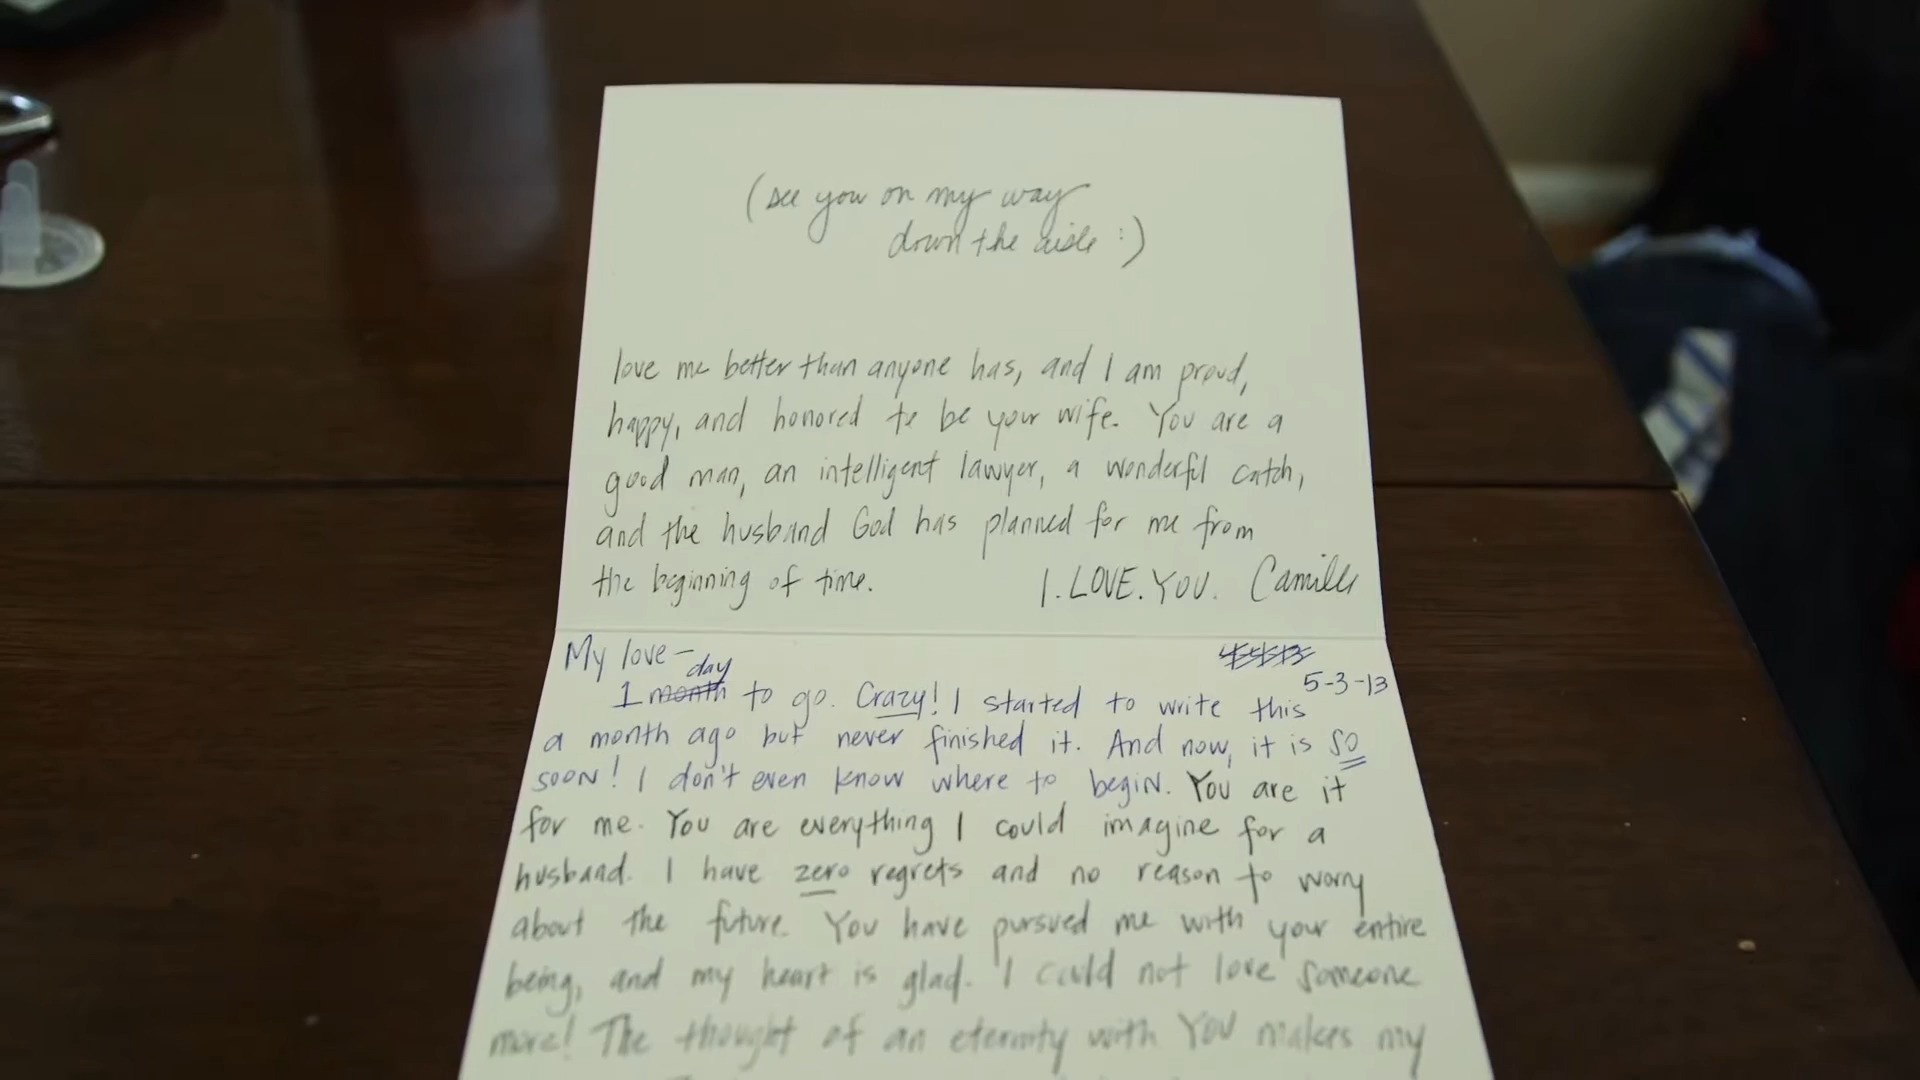 (see you on my way
down the aisle :)
love me better than anyone has, and I am proud,
happy, and honored to be your wife. You are a
good man, an intelligent lawyer, a wonderful catch,
and the husband God has planned for me from
the beginning of time. I. LOVE. YOU. Camille
My love-
5-3-13
1 month day to go. Crazy! I started to write this
a month ago but never finished it. And now, it is so
soon! I don't even know where to begin. You are it
for me. You are everything I could imagine for a
husband. I have zero regrets and no reason to worry
about the future. You have pursued me with your entire
being, and my heart is glad. I could not love someone
more! The thought of an eternity with YOU makes my